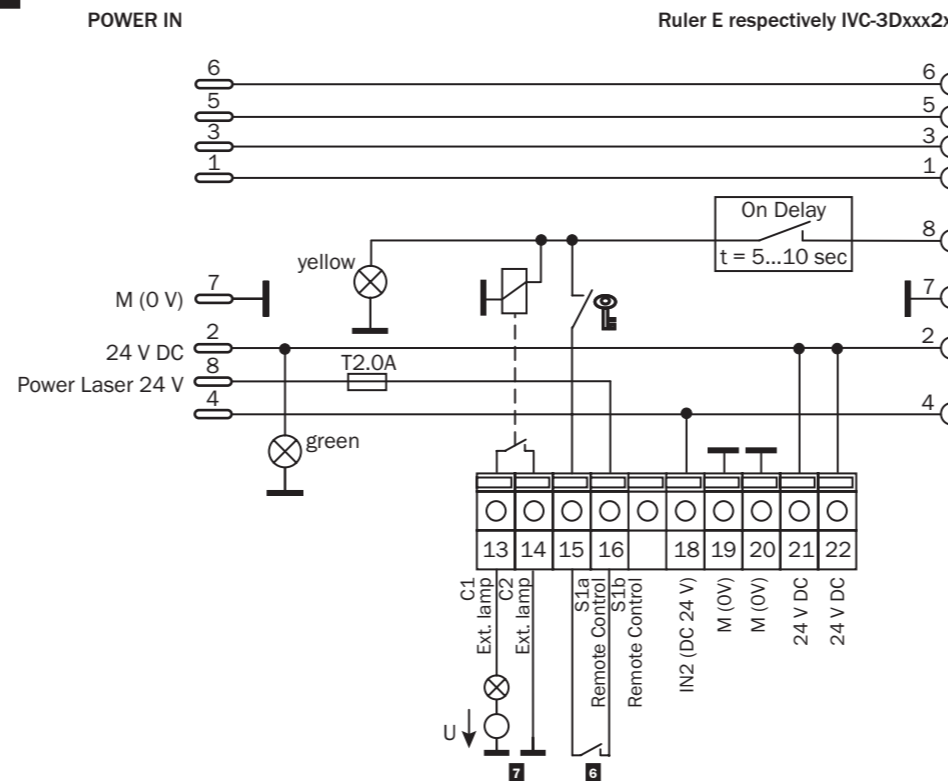 POWER IN
Ruler E respectively IVC-3Dxxx2x
6 6
5 5
3 3
1 1
On Delay
8
t = 5...10 sec
yellow
M (0 V) 7 7
24 V DC 2 2
Power Laser 24 V 8 T2.0A
4 4
green
13 14 15 16 18 19 20 21 22
C1
Ext. lamp
C2
Ext. lamp
S1a
Remote Control
S1b
Remote Control
IN2 (DC 24 V)
M (0V)
M (0V)
24 V DC
24 V DC
U
7 6